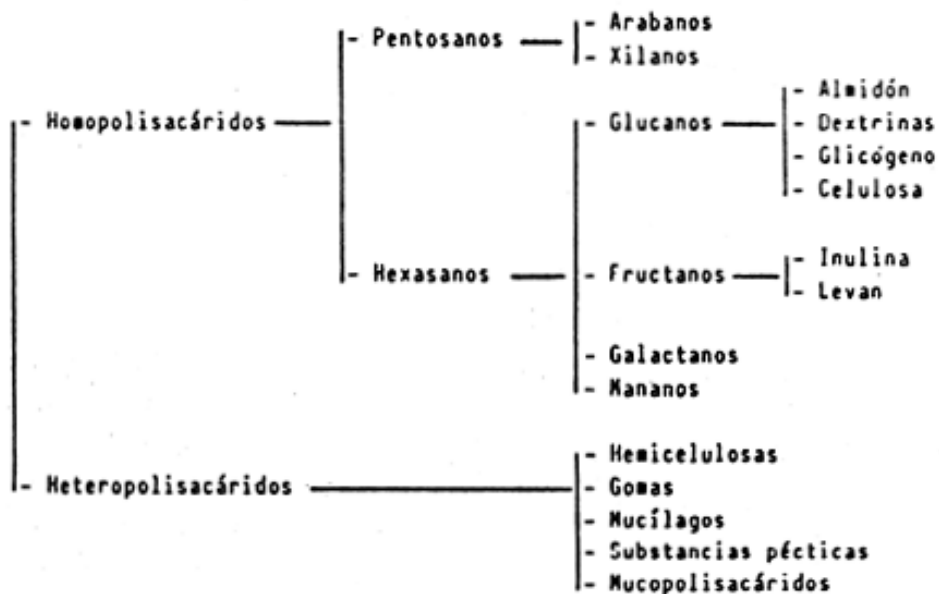 - Arabanos
- Pentosanos
- Xilanos
- Almidón
- Homopolisacáridos
- Glucanos
- Dextrinas
- Glicógeno
- Celulosa
- Hexasanos
- Fructanos
- Inulina
- Levan
- Galactanos
- Mananos
- Hemicelulosas
- Heteropolisacáridos
- Gomas
- Mucílagos
- Substancias pécticas
- Mucopolisacáridos